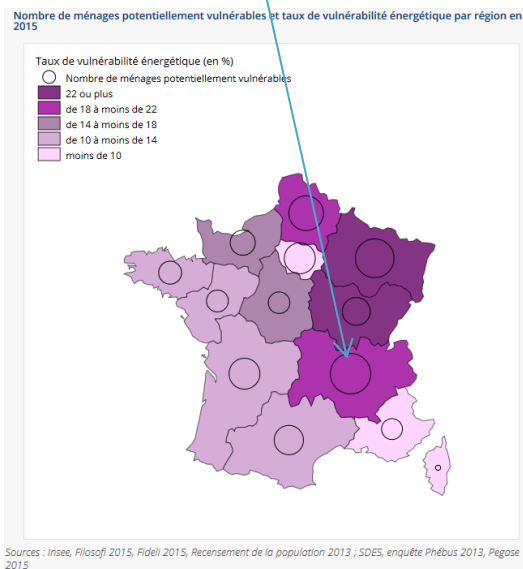 Nombre de ménages potentiellement vulnérables et taux de vulnérabilité énergétique par région en
2015
Taux de vulnérabilité énergétique (en %)
Nombre de ménages potentiellement vulnérables
22 ou plus
de 18 à moins de 22
de 14 à moins de 18
de 10 à moins de 14
moins de 10
Sources : Insee, Filosofi 2015, Fideli 2015, Recensement de la population 2013 ; SDES, enquête Phébus 2013, Pegase
2015